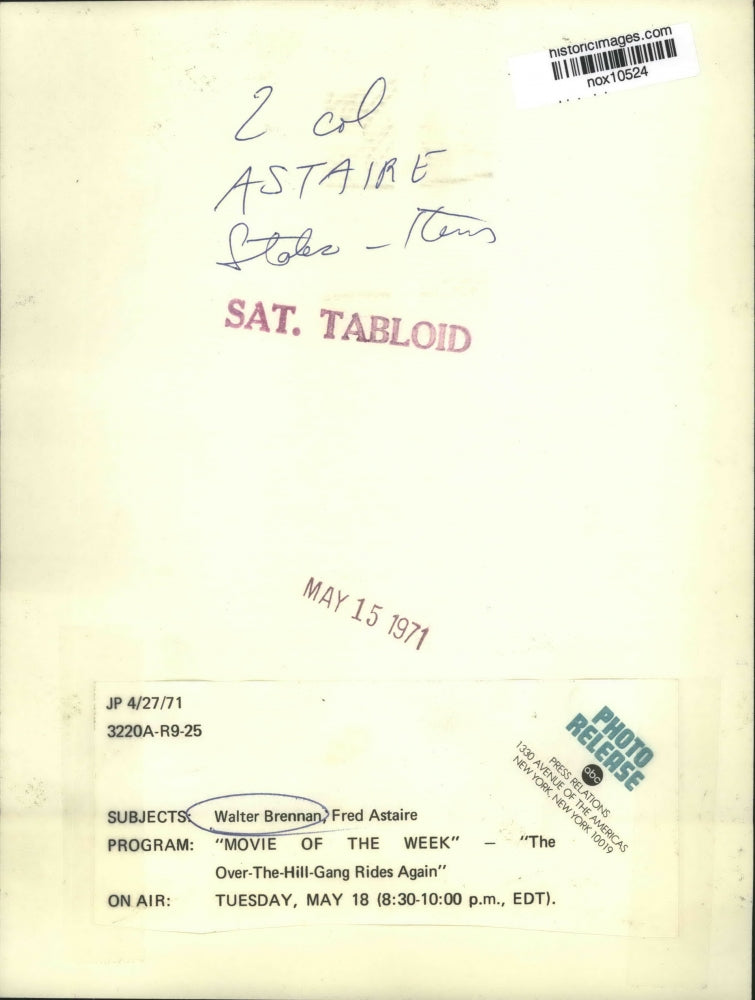 historicimages.com
nox10524
2 col
ASTAIRE
States - Item
SAT. TABLOID
MAY 15 1971
JP 4/27/71
3220A-R9-25
PHOTO
RELEASE
abc
PRESS RELATIONS
1330 AVENUE OF THE AMERICAS
NEW YORK, NEW YORK 10019
SUBJECTS: Walter Brennan, Fred Astaire
PROGRAM: "MOVIE OF THE WEEK" — "The
Over-The-Hill-Gang Rides Again"
ON AIR: TUESDAY, MAY 18 (8:30-10:00 p.m., EDT).